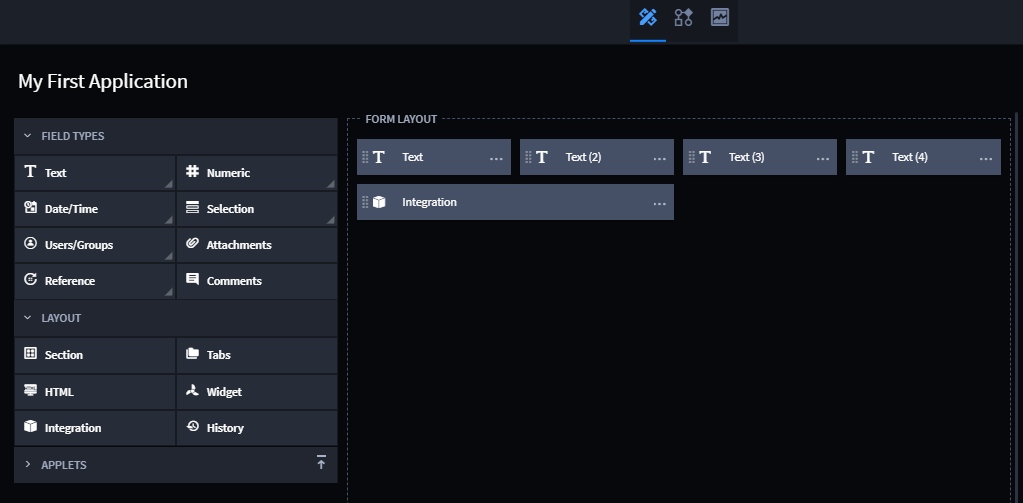 My First Application
FIELD TYPES
Text
Numeric
Date/Time
Selection
Users/Groups
Attachments
Reference
Comments
LAYOUT
Section
Tabs
HTML
Widget
Integration
History
APPLETS
FORM LAYOUT
Text
Text (2)
Text (3)
Text (4)
Integration